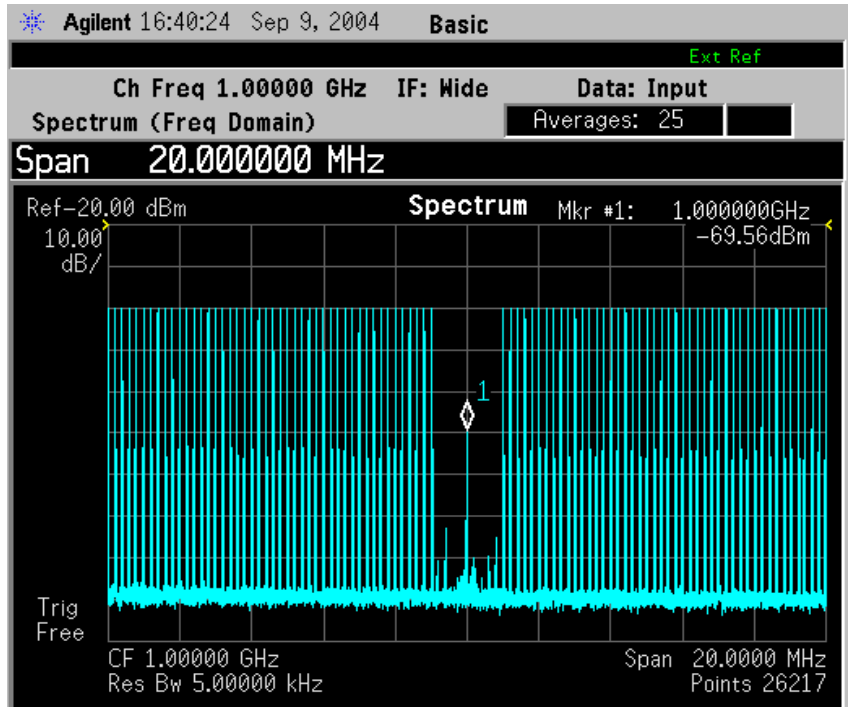 Agilent 16:40:24 Sep 9, 2004 Basic
Ext Ref
Ch Freq 1.00000 GHz IF: Wide Data: Input
Spectrum (Freq Domain) Averages: 25
Span 20.000000 MHz
Ref-20.00 dBm Spectrum Mkr #1: 1.000000GHz
10.00 -69.56dBm
dB/
1
Trig
Free
CF 1.00000 GHz Span 20.0000 MHz
Res Bw 5.00000 kHz Points 26217